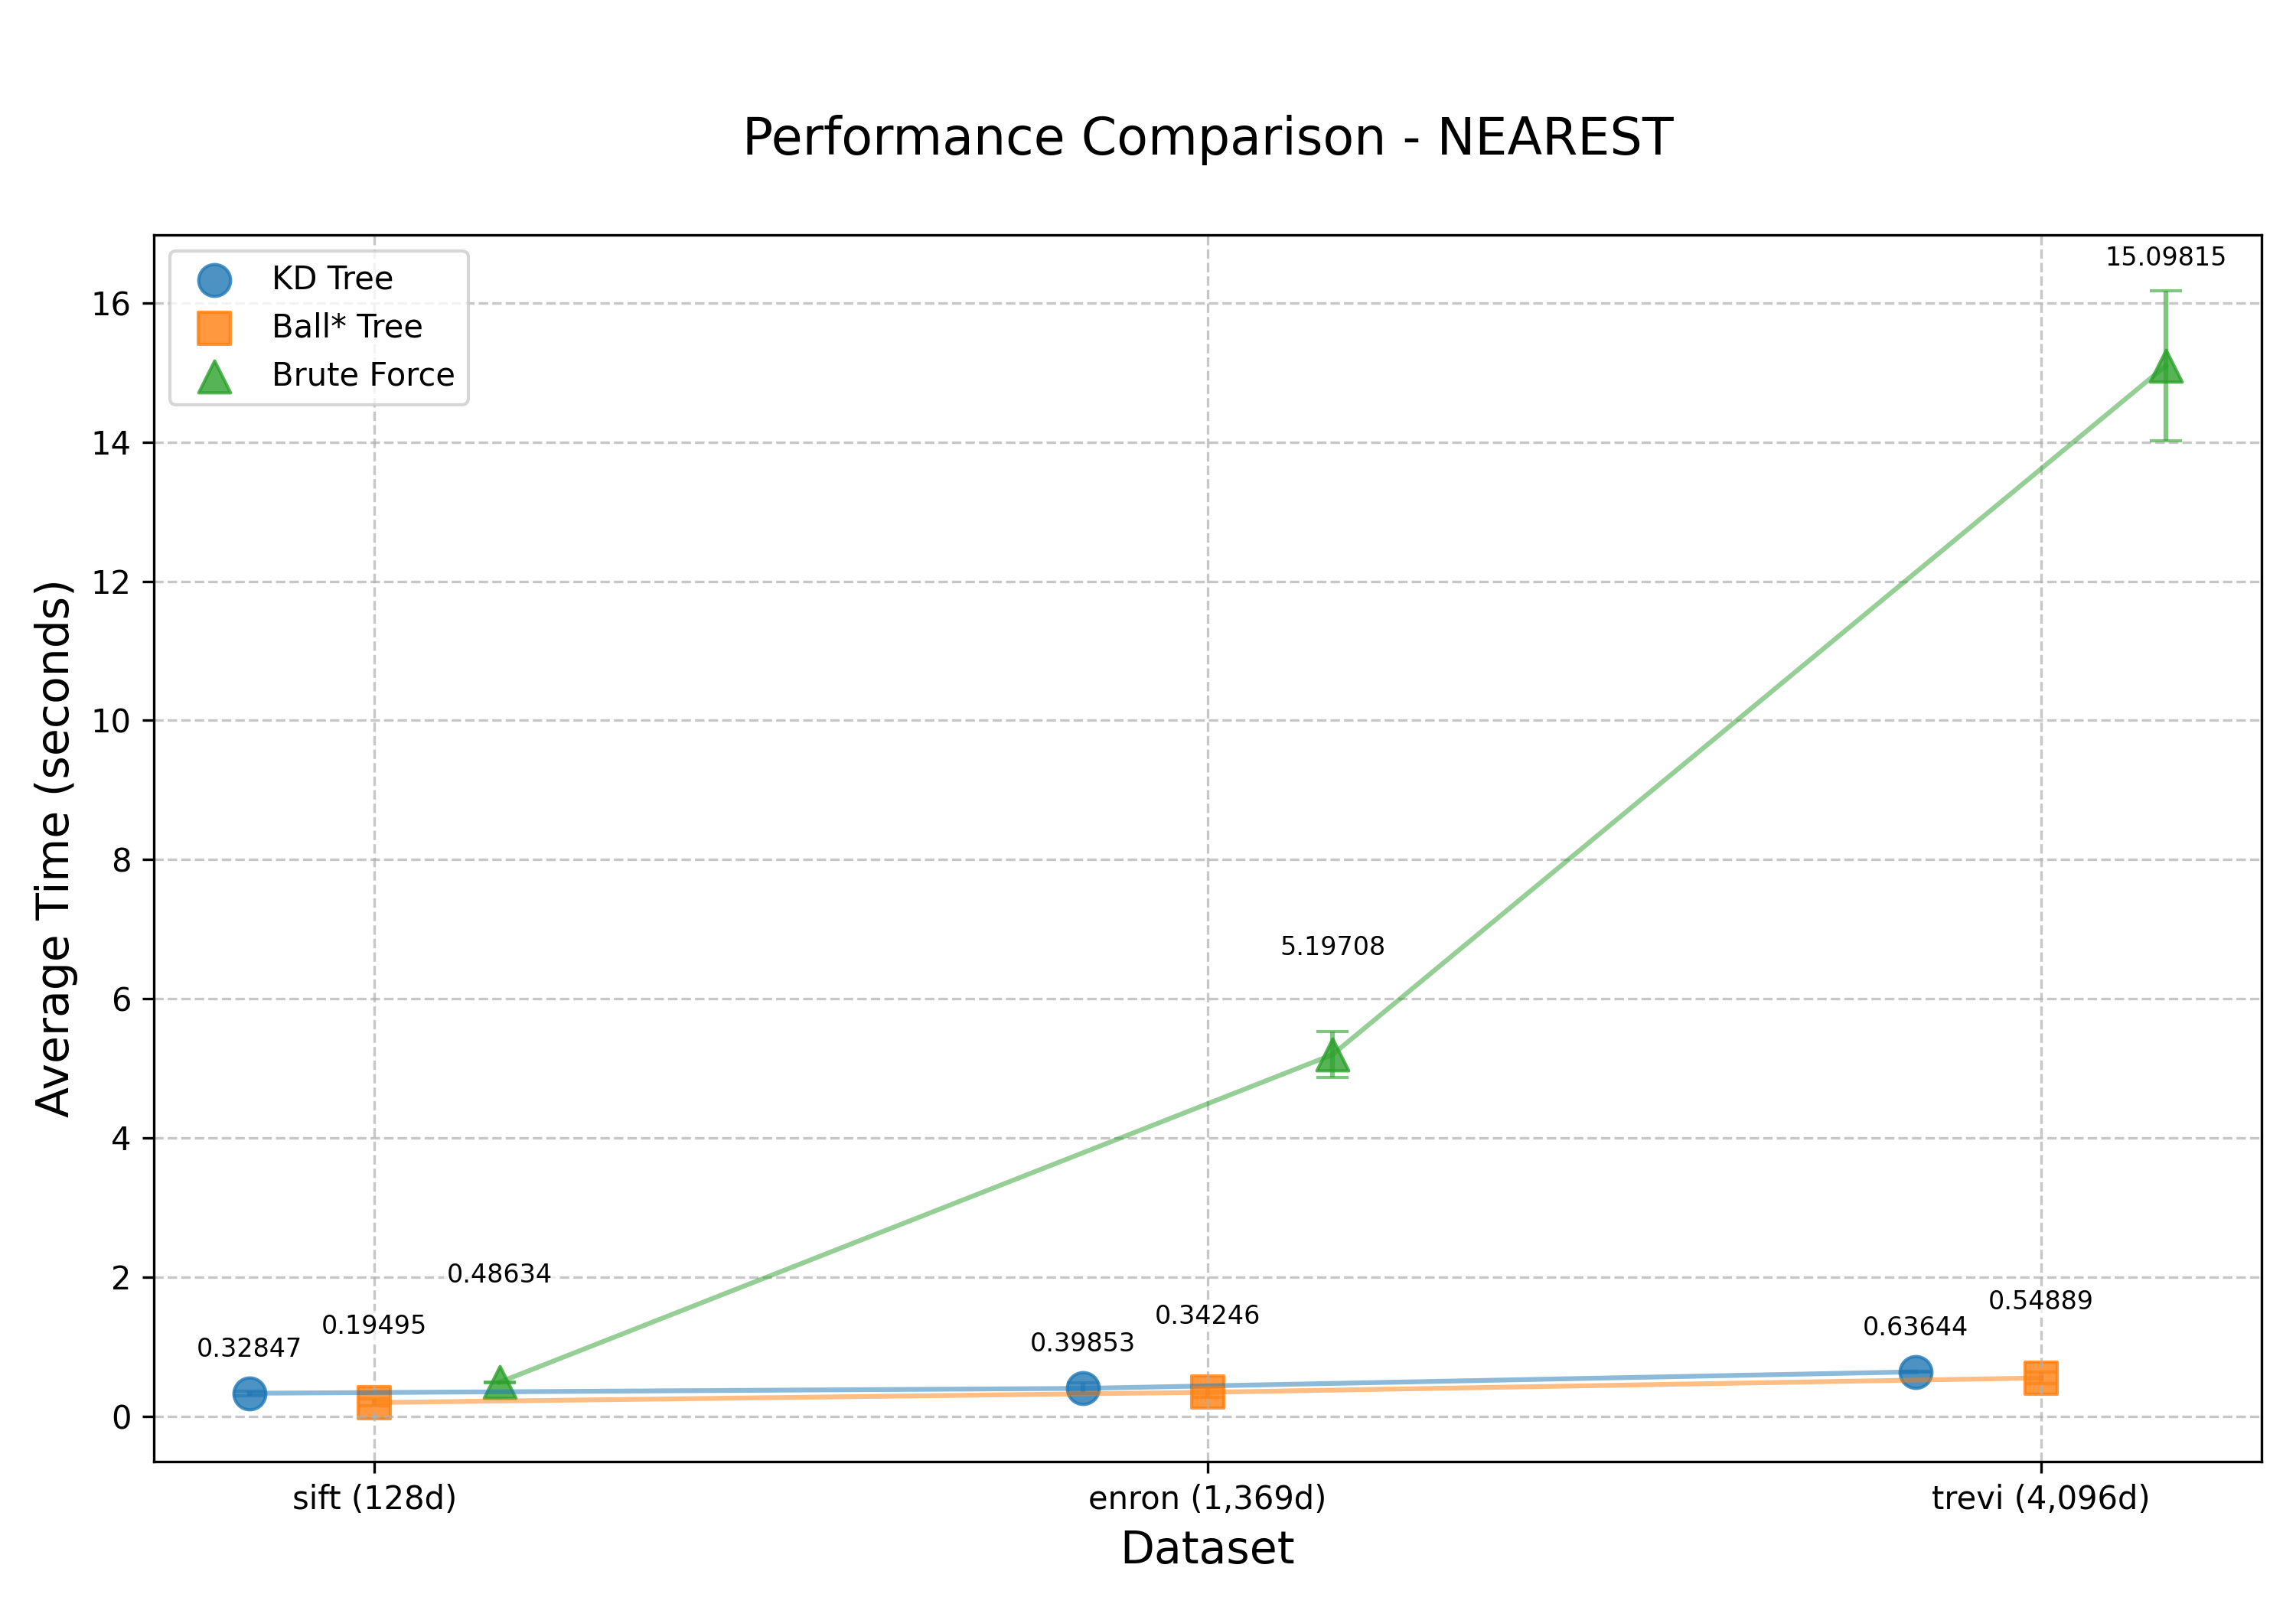 Performance Comparison - NEAREST
KD Tree
Ball* Tree
Brute Force
Average Time (seconds)
16
14
12
10
8
6
4
2
0
15.09815
5.19708
0.48634
0.19495
0.32847
0.34246
0.39853
0.54889
0.63644
sift (128d)
enron (1,369d)
trevi (4,096d)
Dataset